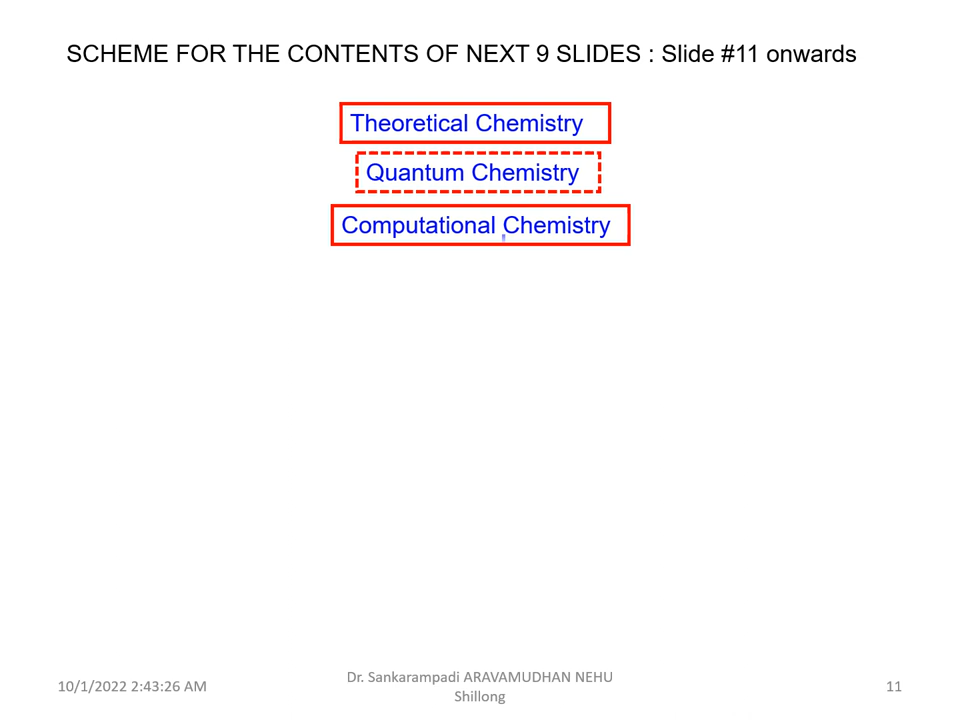 SCHEME FOR THE CONTENTS OF NEXT 9 SLIDES : Slide #11 onwards
Theoretical Chemistry
Quantum Chemistry
Computational Chemistry
10/1/2022 2:43:26 AM
Dr. Sankarampadi ARAVAMUDHAN NEHU
Shillong
11